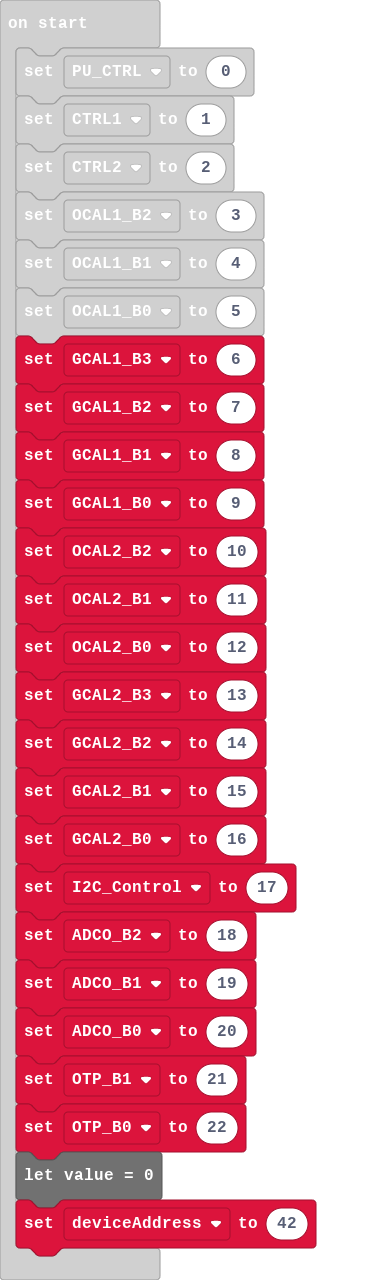 on start
set PU_CTRL to 0
set CTRL1 to 1
set CTRL2 to 2
set OCAL1_B2 to 3
set OCAL1_B1 to 4
set OCAL1_B0 to 5
set GCAL1_B3 to 6
set GCAL1_B2 to 7
set GCAL1_B1 to 8
set GCAL1_B0 to 9
set OCAL2_B2 to 10
set OCAL2_B1 to 11
set OCAL2_B0 to 12
set GCAL2_B3 to 13
set GCAL2_B2 to 14
set GCAL2_B1 to 15
set GCAL2_B0 to 16
set I2C_Control to 17
set ADCO_B2 to 18
set ADCO_B1 to 19
set ADCO_B0 to 20
set OTP_B1 to 21
set OTP_B0 to 22
let value = 0
set deviceAddress to 42